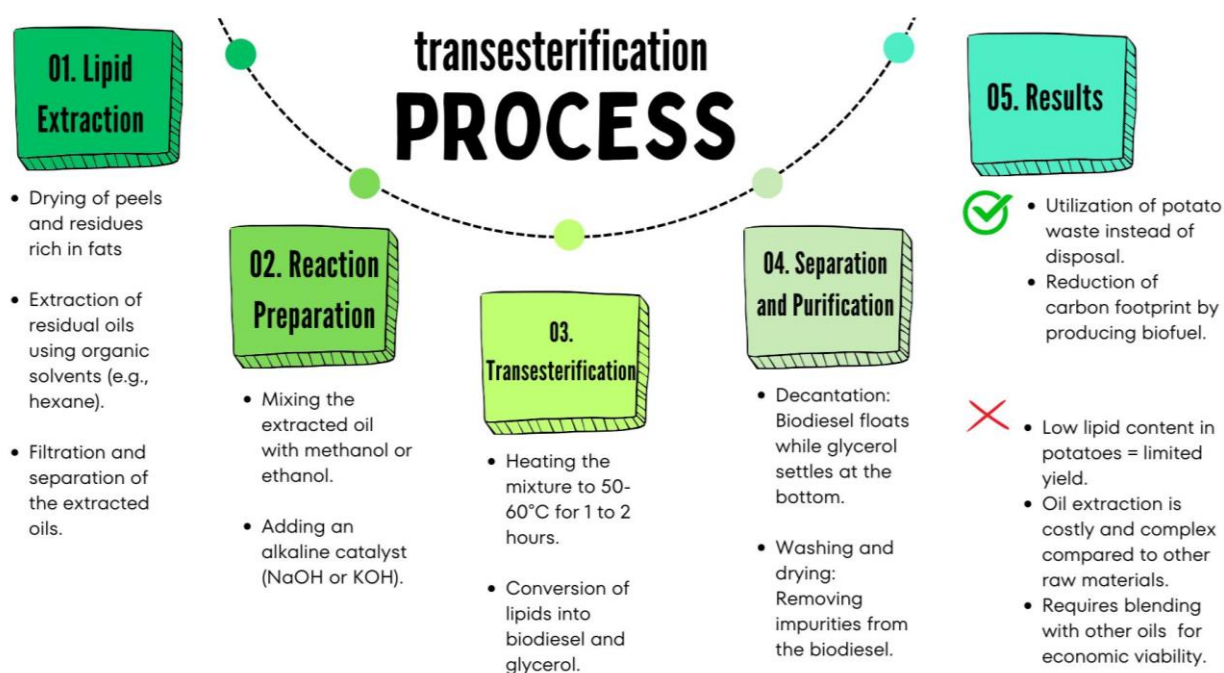 transesterification
PROCESS
01. Lipid
Extraction
• Drying of peels
and residues
rich in fats
• Extraction of
residual oils
using organic
solvents (e.g.,
hexane).
• Filtration and
separation of
the extracted
oils.
02. Reaction
Preparation
• Mixing the
extracted oil
with methanol or
ethanol.
• Adding an
alkaline catalyst
(NaOH or KOH).
03.
Transesterification
• Heating the
mixture to 50-
60°C for 1 to 2
hours.
• Conversion of
lipids into
biodiesel and
glycerol.
04. Separation
and Purification
• Decantation:
Biodiesel floats
while glycerol
settles at the
bottom.
• Washing and
drying:
Removing
impurities from
the biodiesel.
05. Results
• Utilization of potato
waste instead of
disposal.
• Reduction of
carbon footprint by
producing biofuel.
• Low lipid content in
potatoes = limited
yield.
• Oil extraction is
costly and complex
compared to other
raw materials.
• Requires blending
with other oils for
economic viability.